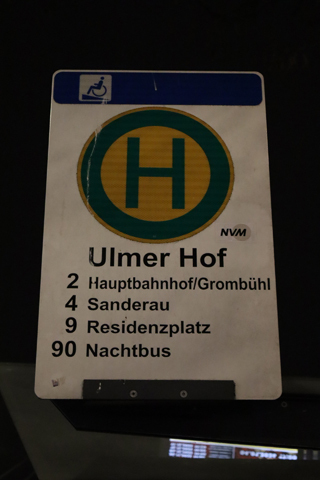 H
NVM
Ulmer Hof
2 Hauptbahnhof/Grombühl
4 Sanderau
9 Residenzplatz
90 Nachtbus